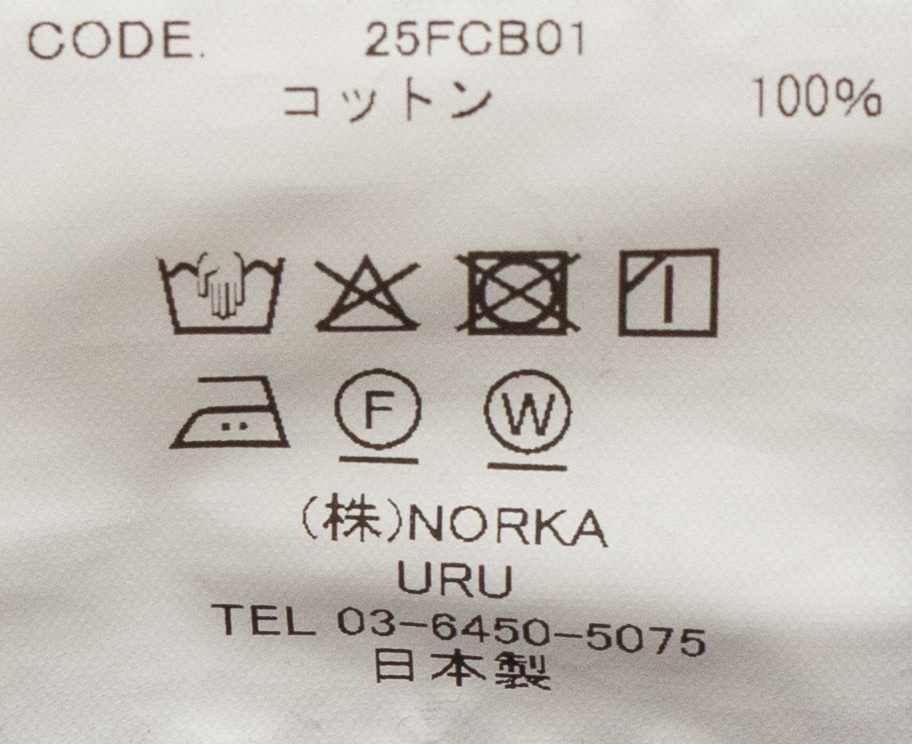 CODE. 25FCB01
コットン 100%
F W
(株)NORKA
URU
TEL 03-6450-5075
日本製